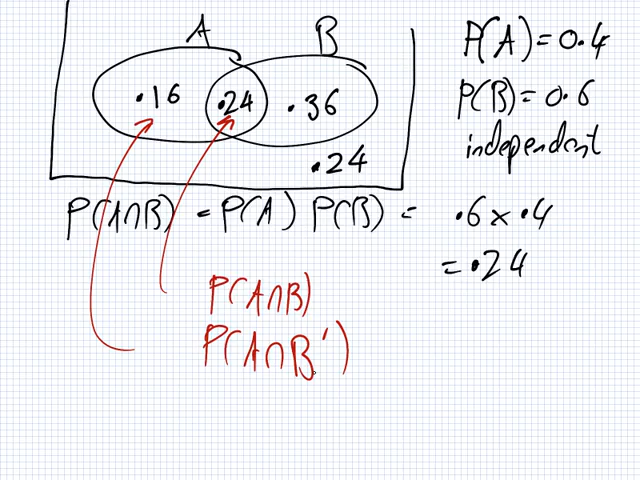 A B
.16 .24 .36
.24
P(A) = 0.4
P(B) = 0.6
independent
P(A∩B) = P(A) P(B) = .6 x .4
= .24
P(A∩B)
P(A∩B')